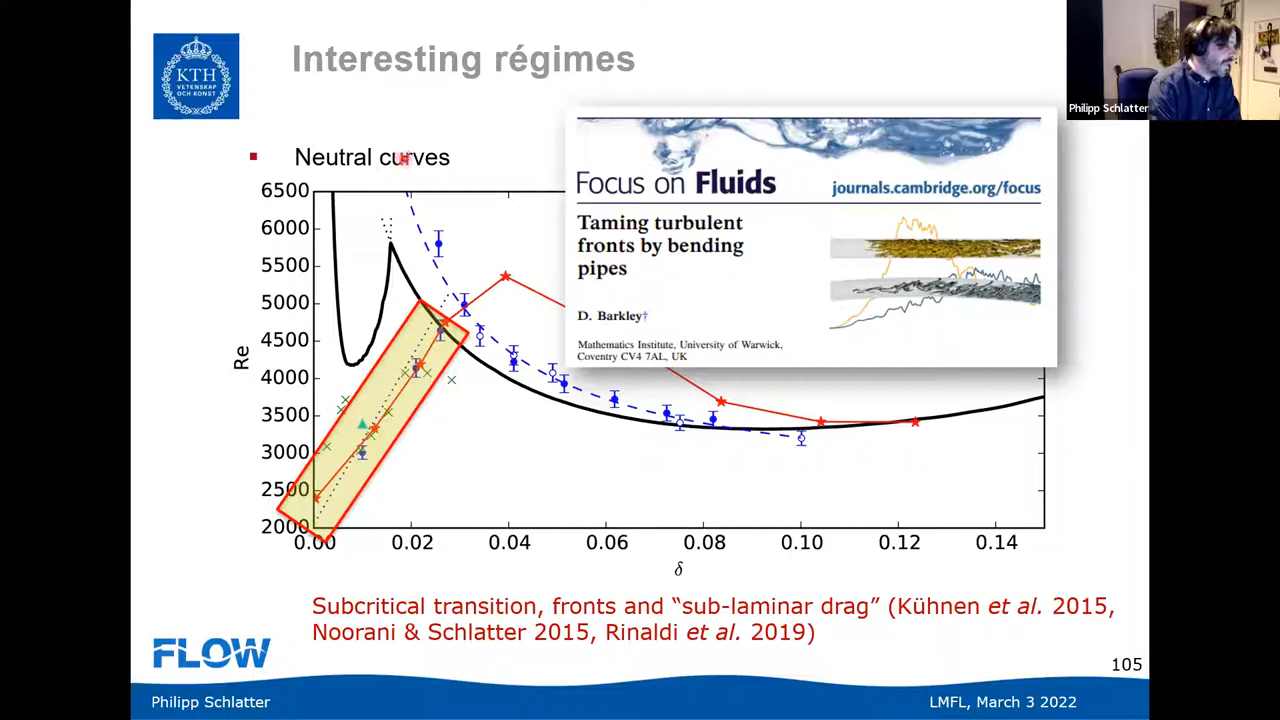 KTH
VETENSKAP
OCH KONST
Interesting régimes
Philipp Schlatter
Neutral curves
Focus on Fluids
journals.cambridge.org/focus
Taming turbulent
fronts by bending
pipes
D. Barkley†
Mathematics Institute, University of Warwick,
Coventry CV4 7AL, UK
6500
6000
5500
5000
4500
4000
3500
3000
2500
2000
Re
0.00 0.02 0.04 0.06 0.08 0.10 0.12 0.14
δ
Subcritical transition, fronts and “sub-laminar drag” (Kühnen et al. 2015,
Noorani & Schlatter 2015, Rinaldi et al. 2019)
FLOW
105
Philipp Schlatter
LMFL, March 3 2022